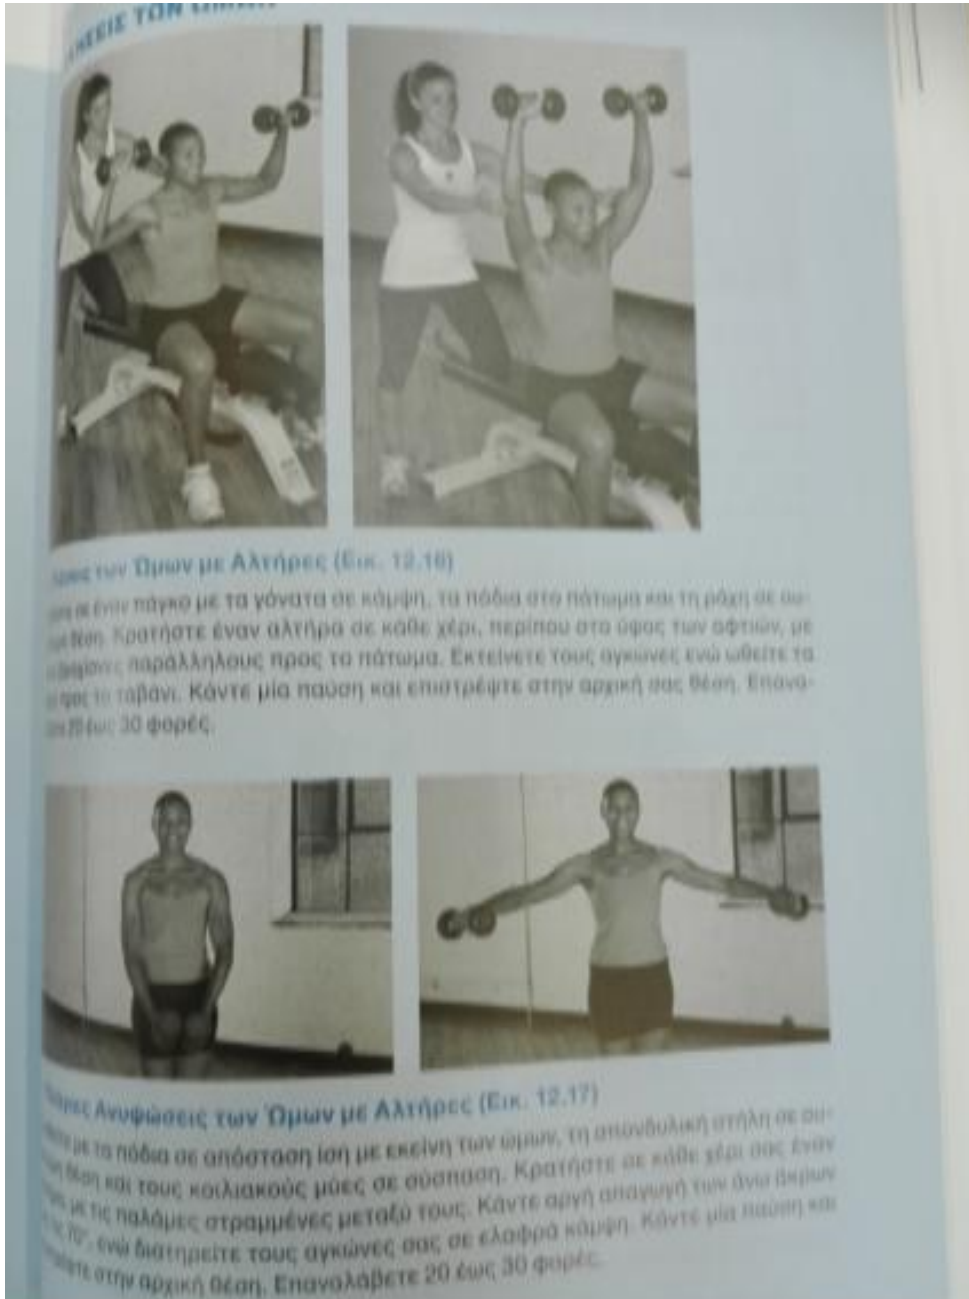 ΤΩΝ
των Ώμων με Αλτήρες (Εικ. 12.16)
σε έναν πάγκο με τα γόνατα σε κάμψη, τα πόδια στο πάτωμα και τη ράχη σε
θέση. Κρατήστε έναν αλτήρα σε κάθε χέρι, περίπου στο ύψος των αφτιών, με
παράλληλους προς το πάτωμα. Εκτείνετε τους αγκώνες ενώ ωθείτε τα
προς το ταβάνι. Κάντε μία παύση και επιστρέψτε στην αρχική σας θέση. Επανα-
20 έως 30 φορές.
Ανυψώσεις των Ώμων με Αλτήρες (Εικ. 12.17)
με τα πόδια σε απόσταση ίση με εκείνη των ώμων, τη σπονδυλική στήλη σε
θέση και τους κοιλιακούς μύες σε σύσπαση. Κρατήστε σε κάθε χέρι σας έναν
με τις παλάμες στραμμένες μεταξύ τους. Κάντε αργή απαγωγή των άνω άκρων
70°, ενώ διατηρείτε τους αγκώνες σας σε ελαφρά κάμψη. Κάντε μία παύση και
στην αρχική θέση. Επαναλάβετε 20 έως 30 φορές.